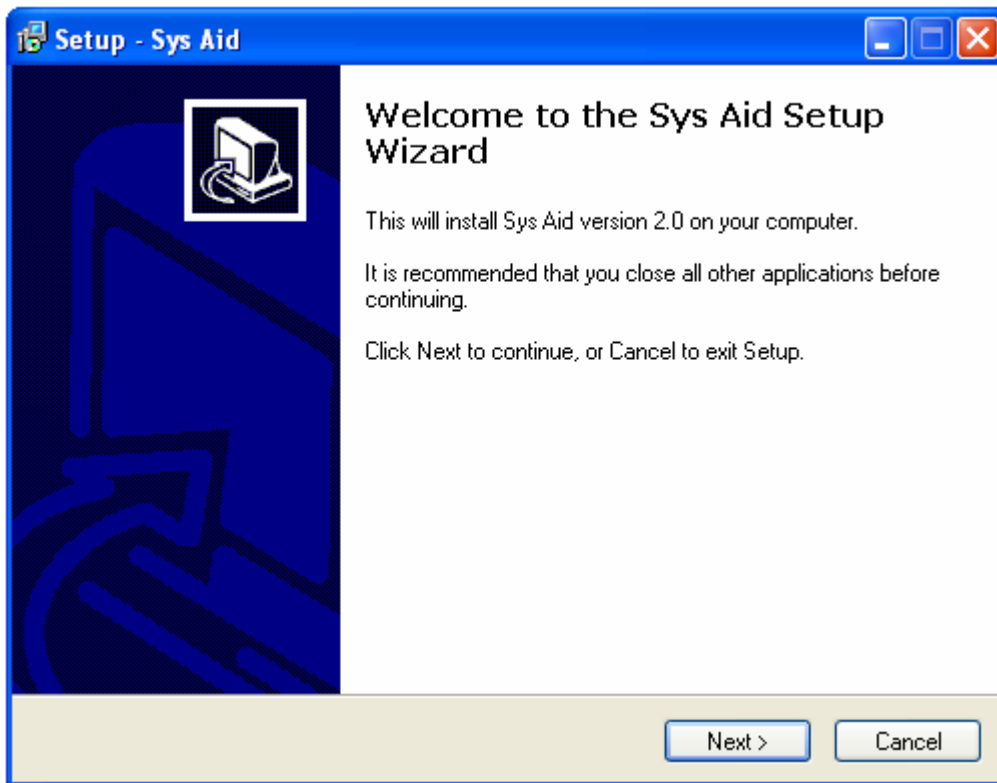 Setup - Sys Aid
Welcome to the Sys Aid Setup
Wizard
This will install Sys Aid version 2.0 on your computer.
It is recommended that you close all other applications before
continuing.
Click Next to continue, or Cancel to exit Setup.
Next >
Cancel